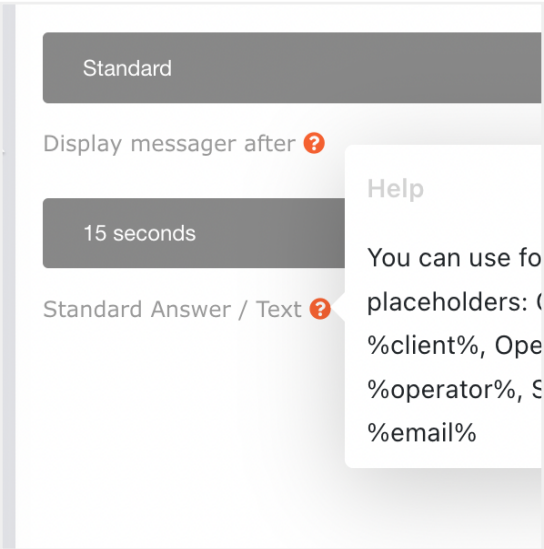 Standard
Display messager after
15 seconds
Standard Answer / Text
Help
You can use fo
placeholders:
%client%, Ope
%operator%, S
%email%